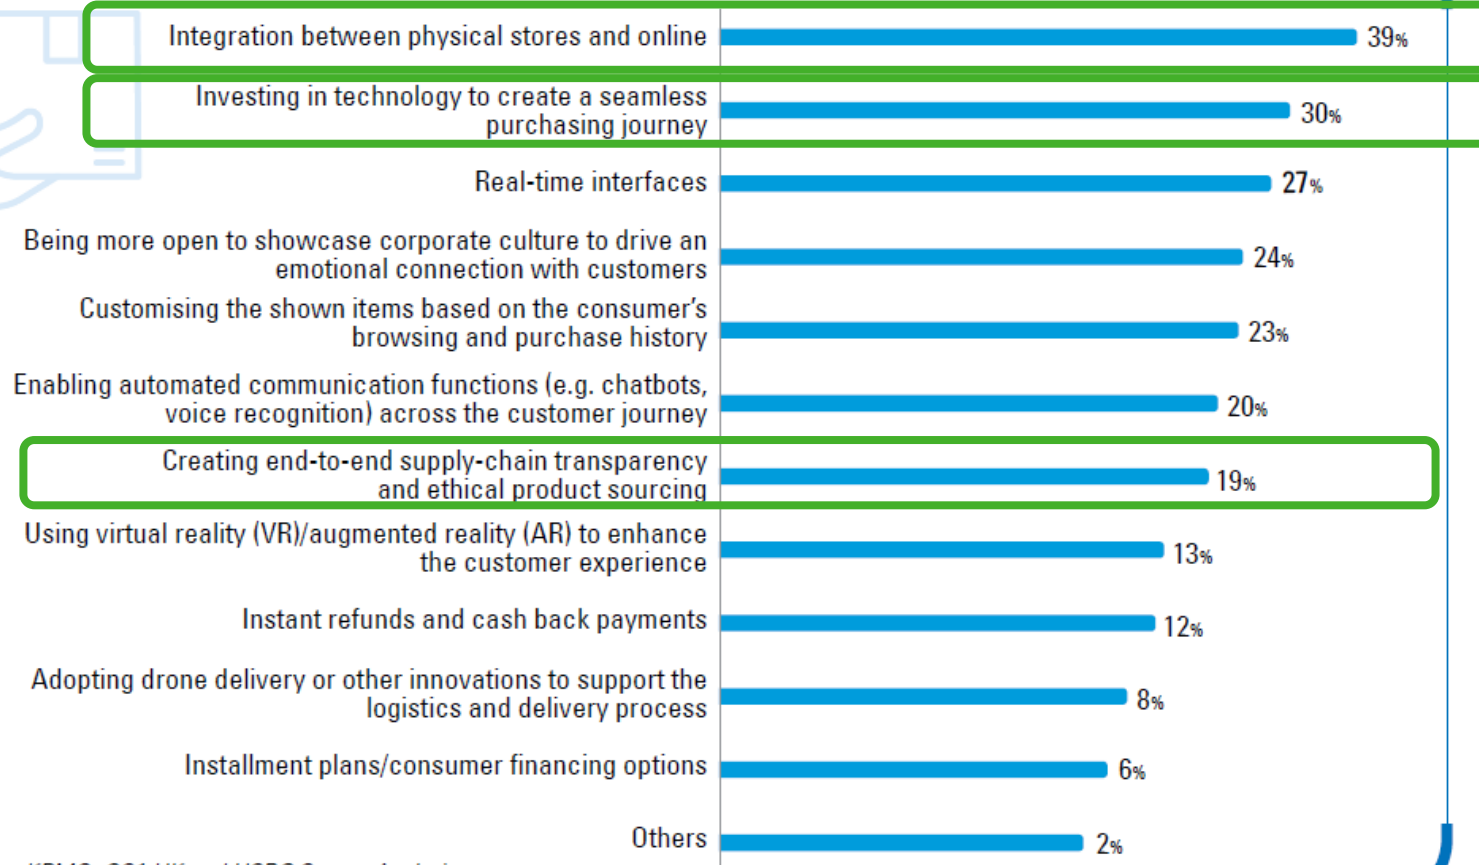 Integration between physical stores and online 39%
Investing in technology to create a seamless
purchasing journey 30%
Real-time interfaces 27%
Being more open to showcase corporate culture to drive an
emotional connection with customers 24%
Customising the shown items based on the consumer's
browsing and purchase history 23%
Enabling automated communication functions (e.g. chatbots,
voice recognition) across the customer journey 20%
Creating end-to-end supply-chain transparency
and ethical product sourcing 19%
Using virtual reality (VR)/augmented reality (AR) to enhance
the customer experience 13%
Instant refunds and cash back payments 12%
Adopting drone delivery or other innovations to support the
logistics and delivery process 8%
Installment plans/consumer financing options 6%
Others 2%